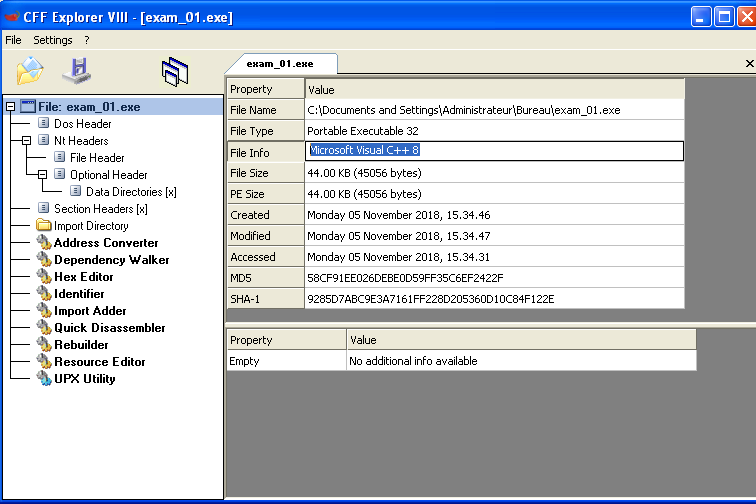 CFF Explorer VIII - [exam_01.exe]
File Settings ?
exam_01.exe
File: exam_01.exe
Dos Header
Nt Headers
File Header
Optional Header
Data Directories [x]
Section Headers [x]
Import Directory
Address Converter
Dependency Walker
Hex Editor
Identifier
Import Adder
Quick Disassembler
Rebuilder
Resource Editor
UPX Utility
Property Value
File Name C:\Documents and Settings\Administrateur\Bureau\exam_01.exe
File Type Portable Executable 32
File Info Microsoft Visual C++ 8
File Size 44.00 KB (45056 bytes)
PE Size 44.00 KB (45056 bytes)
Created Monday 05 November 2018, 15.34.46
Modified Monday 05 November 2018, 15.34.47
Accessed Monday 05 November 2018, 15.34.31
MD5 58CF91EE026DEBE0D59FF35C6EF2422F
SHA-1 9285D7ABC9E3A7161FF228D205360D10C84F122E
Property Value
Empty No additional info available